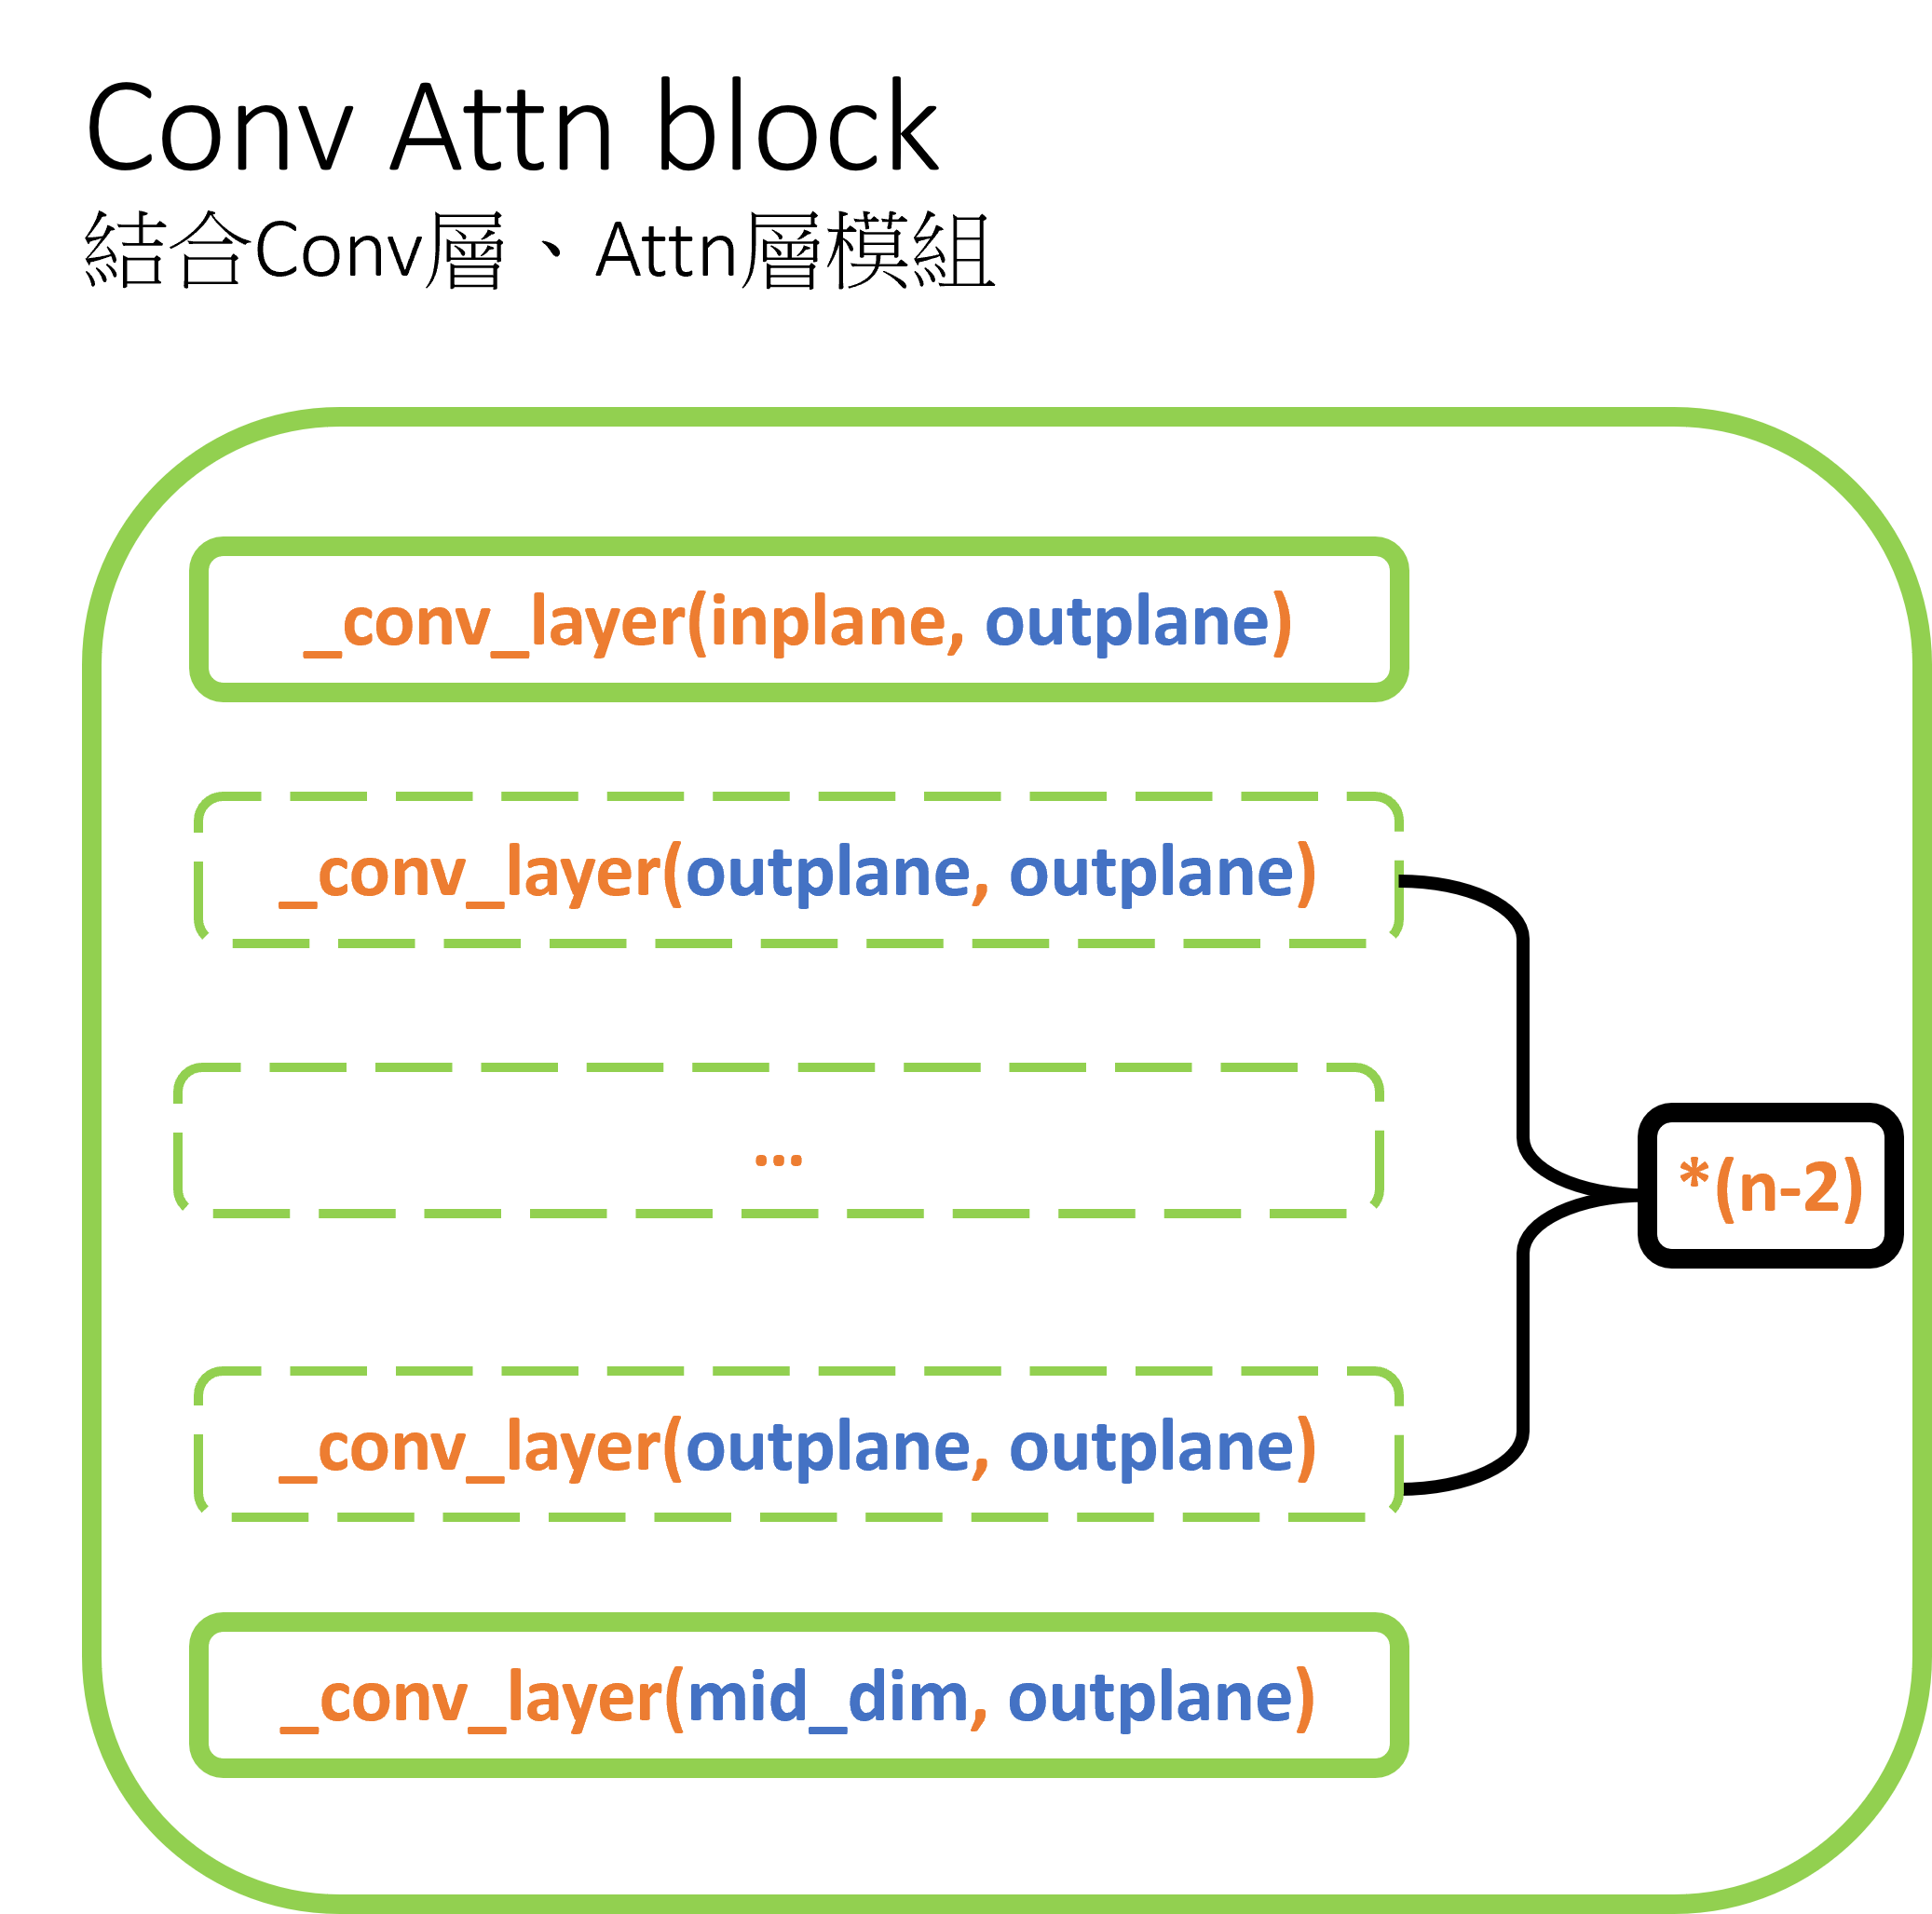 Conv Attn block
結合Conv層、Attn層模組
_conv_layer(inplane, outplane)
_conv_layer(outplane, outplane)
...
*(n-2)
_conv_layer(outplane, outplane)
_conv_layer(mid_dim, outplane)